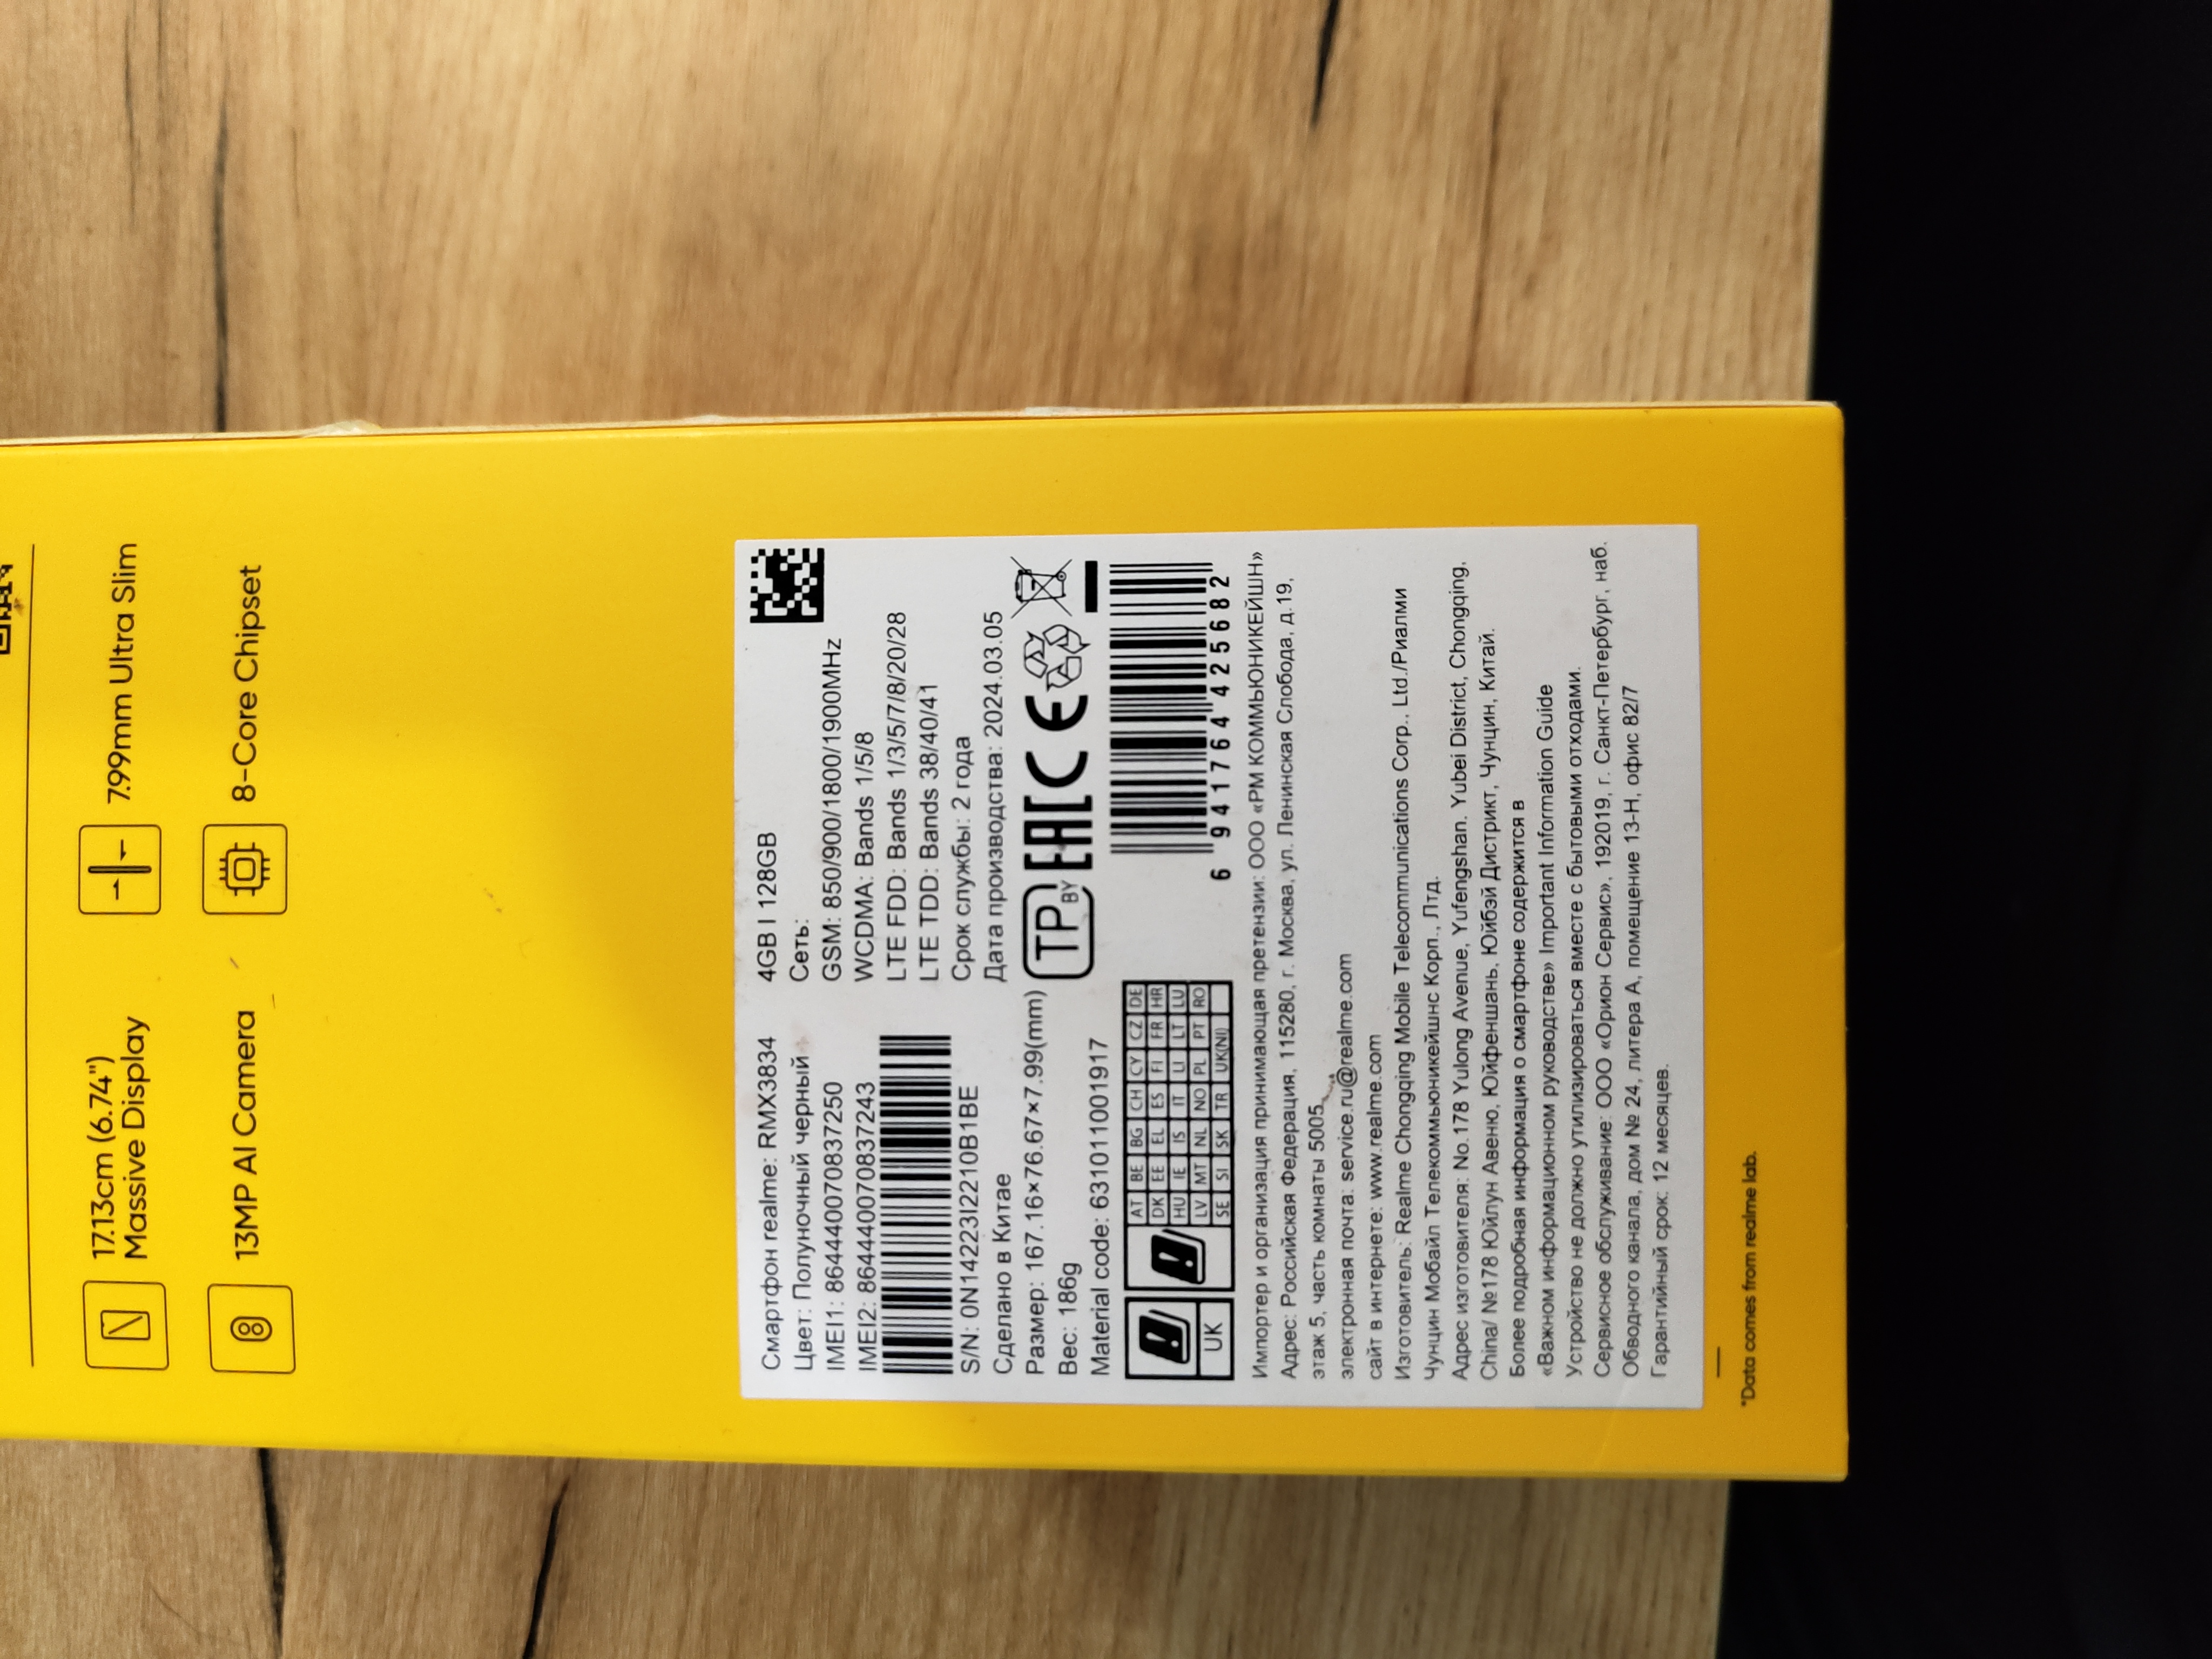 17.13cm (6.74")
Massive Display
7.99mm Ultra Slim
13MP AI Camera
8-Core Chipset
Смартфон realme: RMX3834
Цвет: Полуночный черный
IMEI1: 864440070837250
IMEI2: 864440070837243
S/N: 0N14223I2210B1BE
Сделано в Китае
Размер: 167.16×76.67×7.99(mm)
Вес: 186g
Material code: 631011001917
4GB I 128GB
Сеть:
GSM: 850/900/1800/1900MHz
WCDMA: Bands 1/5/8
LTE FDD: Bands 1/3/5/7/8/20/28
LTE TDD: Bands 38/40/41
Срок службы: 2 года
Дата производства: 2024.03.05
TP BY EAC CE
UK
AT BE BG CH CY CZ DE
DK EE EL ES FI FR HR
HU IE IS IT LI LT LU
LV MT NL NO PL PT RO
SE SI SK TR UK(NI)
6 941764 425682
Импортер и организация принимающая претензии: ООО «РМ КОММЬЮНИКЕЙШН»
Адрес: Российская Федерация, 115280, г. Москва, ул. Ленинская Слобода, д.19,
этаж 5, часть комнаты 5005
электронная почта: service.ru@realme.com
сайт в интернете: www.realme.com
Изготовитель: Realme Chongqing Mobile Telecommunications Corp., Ltd./Риалми
Чунцин Мобайл Телекоммьюникейшнс Корп., Лтд.
Адрес изготовителя: No.178 Yulong Avenue, Yufengshan. Yubei District, Chongqing,
China/ №178 Юйлун Авеню, Юйфеншань, Юйбэй Дистрикт, Чунцин, Китай.
Более подробная информация о смартфоне содержится в
«Важном информационном руководстве» Important Information Guide
Устройство не должно утилизироваться вместе с бытовыми отходами.
Сервисное обслуживание: ООО «Орион Сервис», 192019, г. Санкт-Петербург, наб.
Обводного канала, дом № 24, литера А, помещение 13-Н, офис 82/7
Гарантийный срок: 12 месяцев.
*Data comes from realme lab.